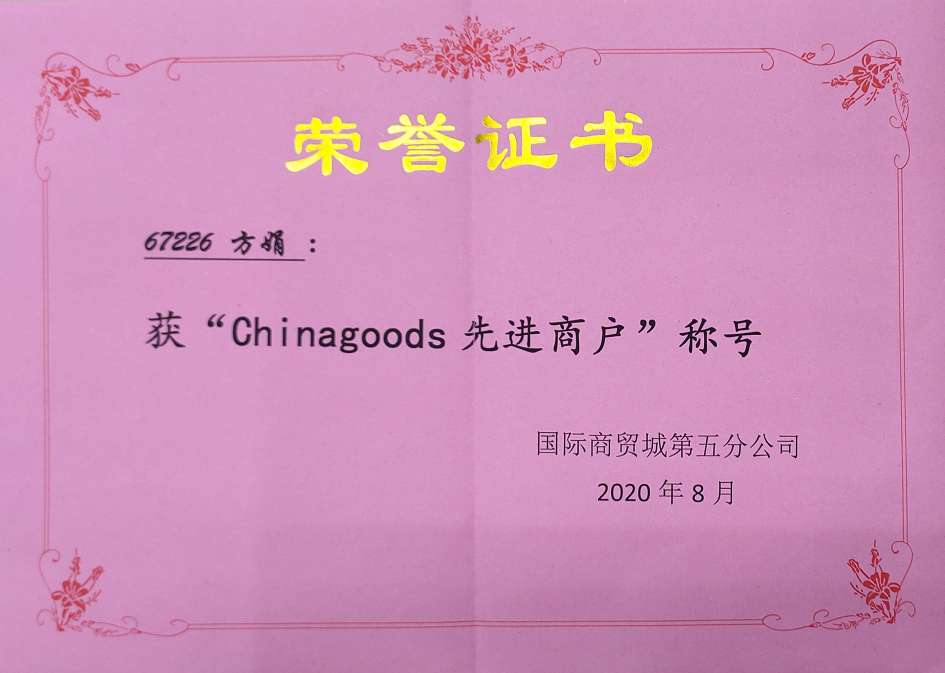 荣誉证书
67226 方娟：
获“Chinagoods 先进商户”称号
国际商贸城第五分公司
2020 年 8 月